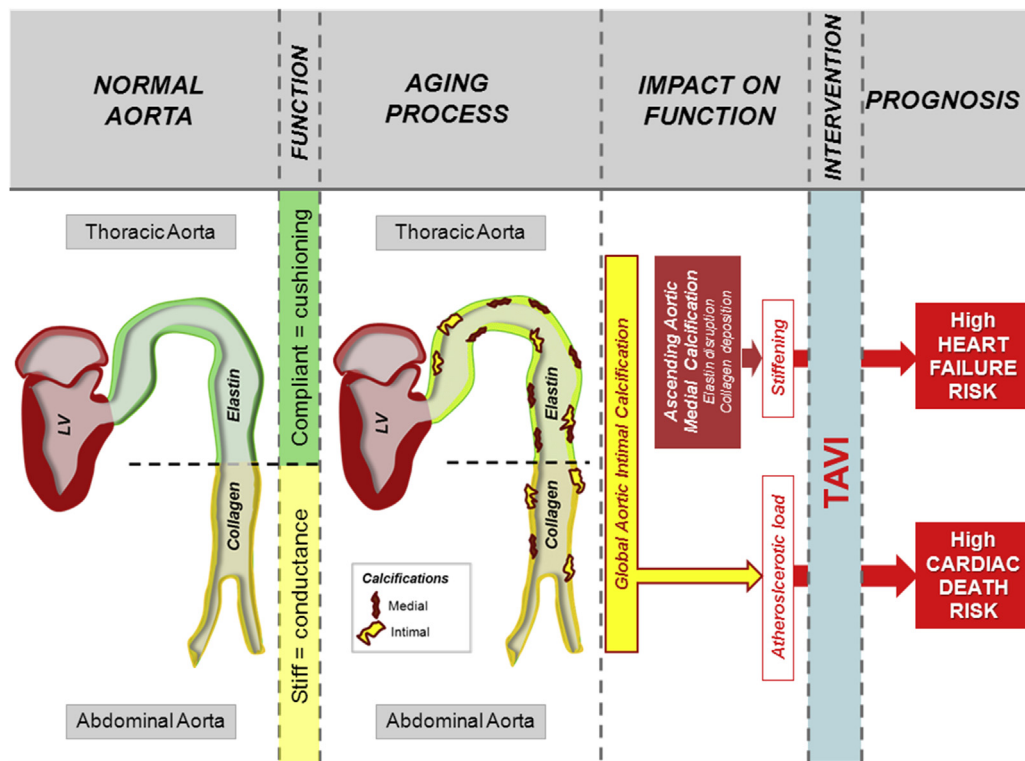 NORMAL
AORTA
FUNCTION
AGING
PROCESS
IMPACT ON
FUNCTION
INTERVENTION
PROGNOSIS
Thoracic Aorta
LV
Elastin
Collagen
Abdominal Aorta
Compliant = cushioning
Stiff = conductance
Thoracic Aorta
LV
Elastin
Collagen
Calcifications
Medial
Intimal
Abdominal Aorta
Global Aortic Intimal Calcification
Ascending Aortic
Medial Calcification
Elastin disruption
Collagen deposition
Stiffening
Atheroslcerotic load
TAVI
High
HEART
FAILURE
RISK
High
CARDIAC
DEATH
RISK